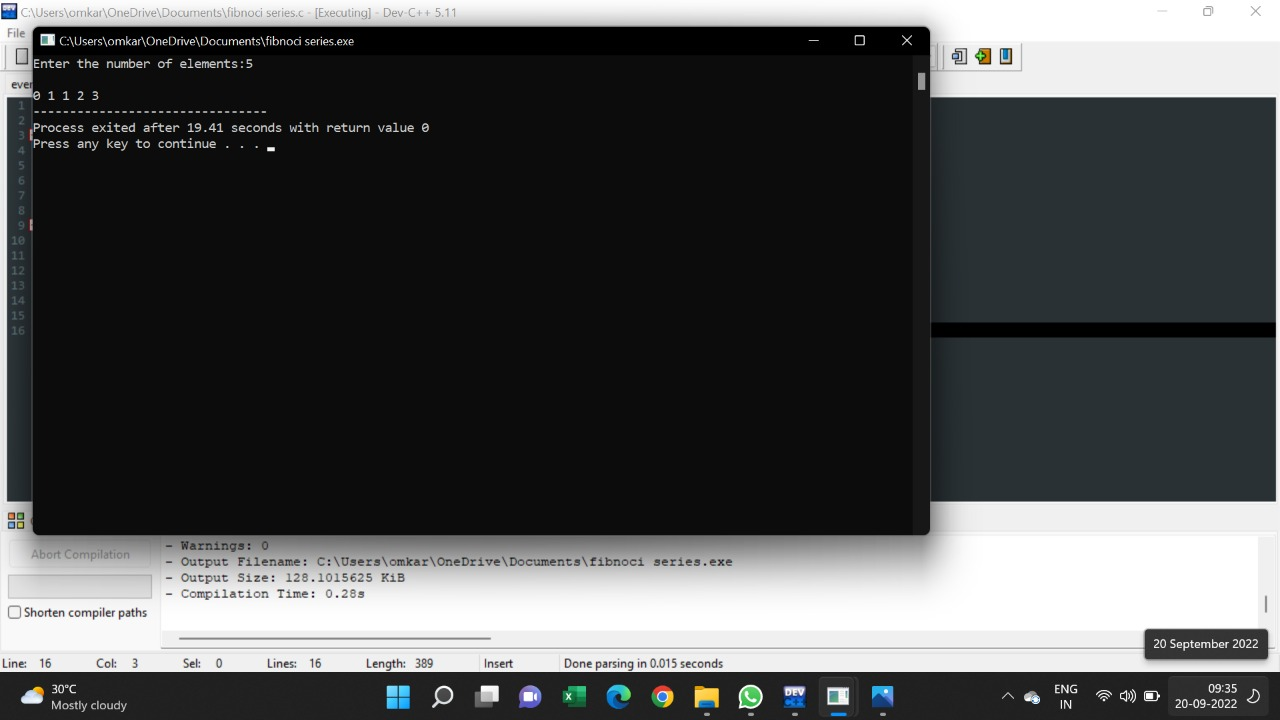 C:\Users\omkar\OneDrive\Documents\fibnoci series.c - [Executing] - Dev-C++ 5.11
File
C:\Users\omkar\OneDrive\Documents\fibnoci series.exe
Enter the number of elements:5
0 1 1 2 3
--------------------------------
Process exited after 19.41 seconds with return value 0
Press any key to continue . . .
1
2
3
4
5
6
7
8
9
10
11
12
13
14
15
16
Abort Compilation
Shorten compiler paths
- Warnings: 0
- Output Filename: C:\Users\omkar\OneDrive\Documents\fibnoci series.exe
- Output Size: 128.1015625 KiB
- Compilation Time: 0.28s
20 September 2022
Line: 16 Col: 3 Sel: 0 Lines: 16 Length: 389 Insert Done parsing in 0.015 seconds
30°C
Mostly cloudy
DEV
C++
ENG
IN
09:35
20-09-2022